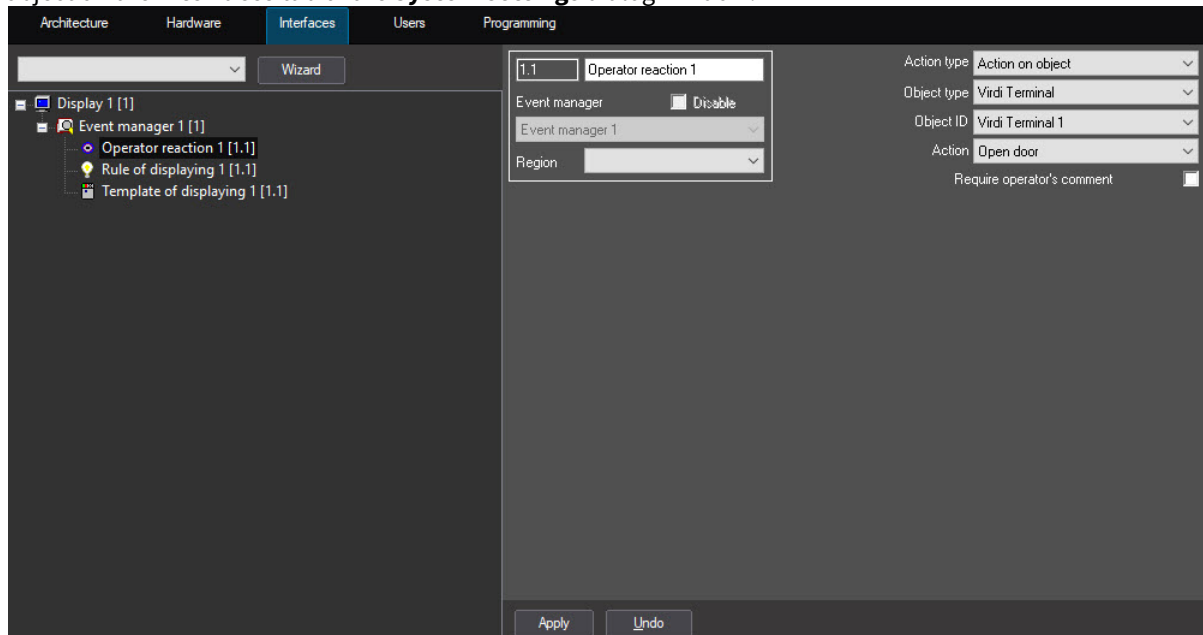 Architecture Hardware Interfaces Users Programming
Wizard
Display 1 [1]
Event manager 1 [1]
Operator reaction 1 [1.1]
Rule of displaying 1 [1.1]
Template of displaying 1 [1.1]
1.1 Operator reaction 1
Event manager Disable
Event manager 1
Region
Action type Action on object
Object type Virdi Terminal
Object ID Virdi Terminal 1
Action Open door
Require operator's comment
Apply Undo